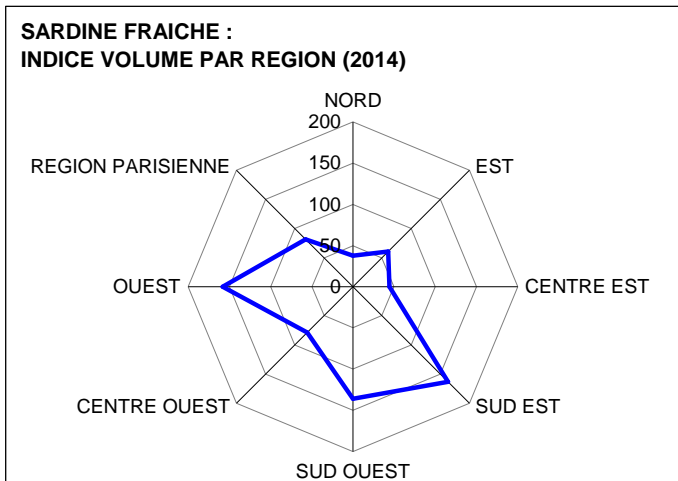 SARDINE FRAICHE :
INDICE VOLUME PAR REGION (2014)
NORD
200
150
100
50
0
EST
CENTRE EST
SUD EST
SUD OUEST
CENTRE OUEST
OUEST
REGION PARISIENNE